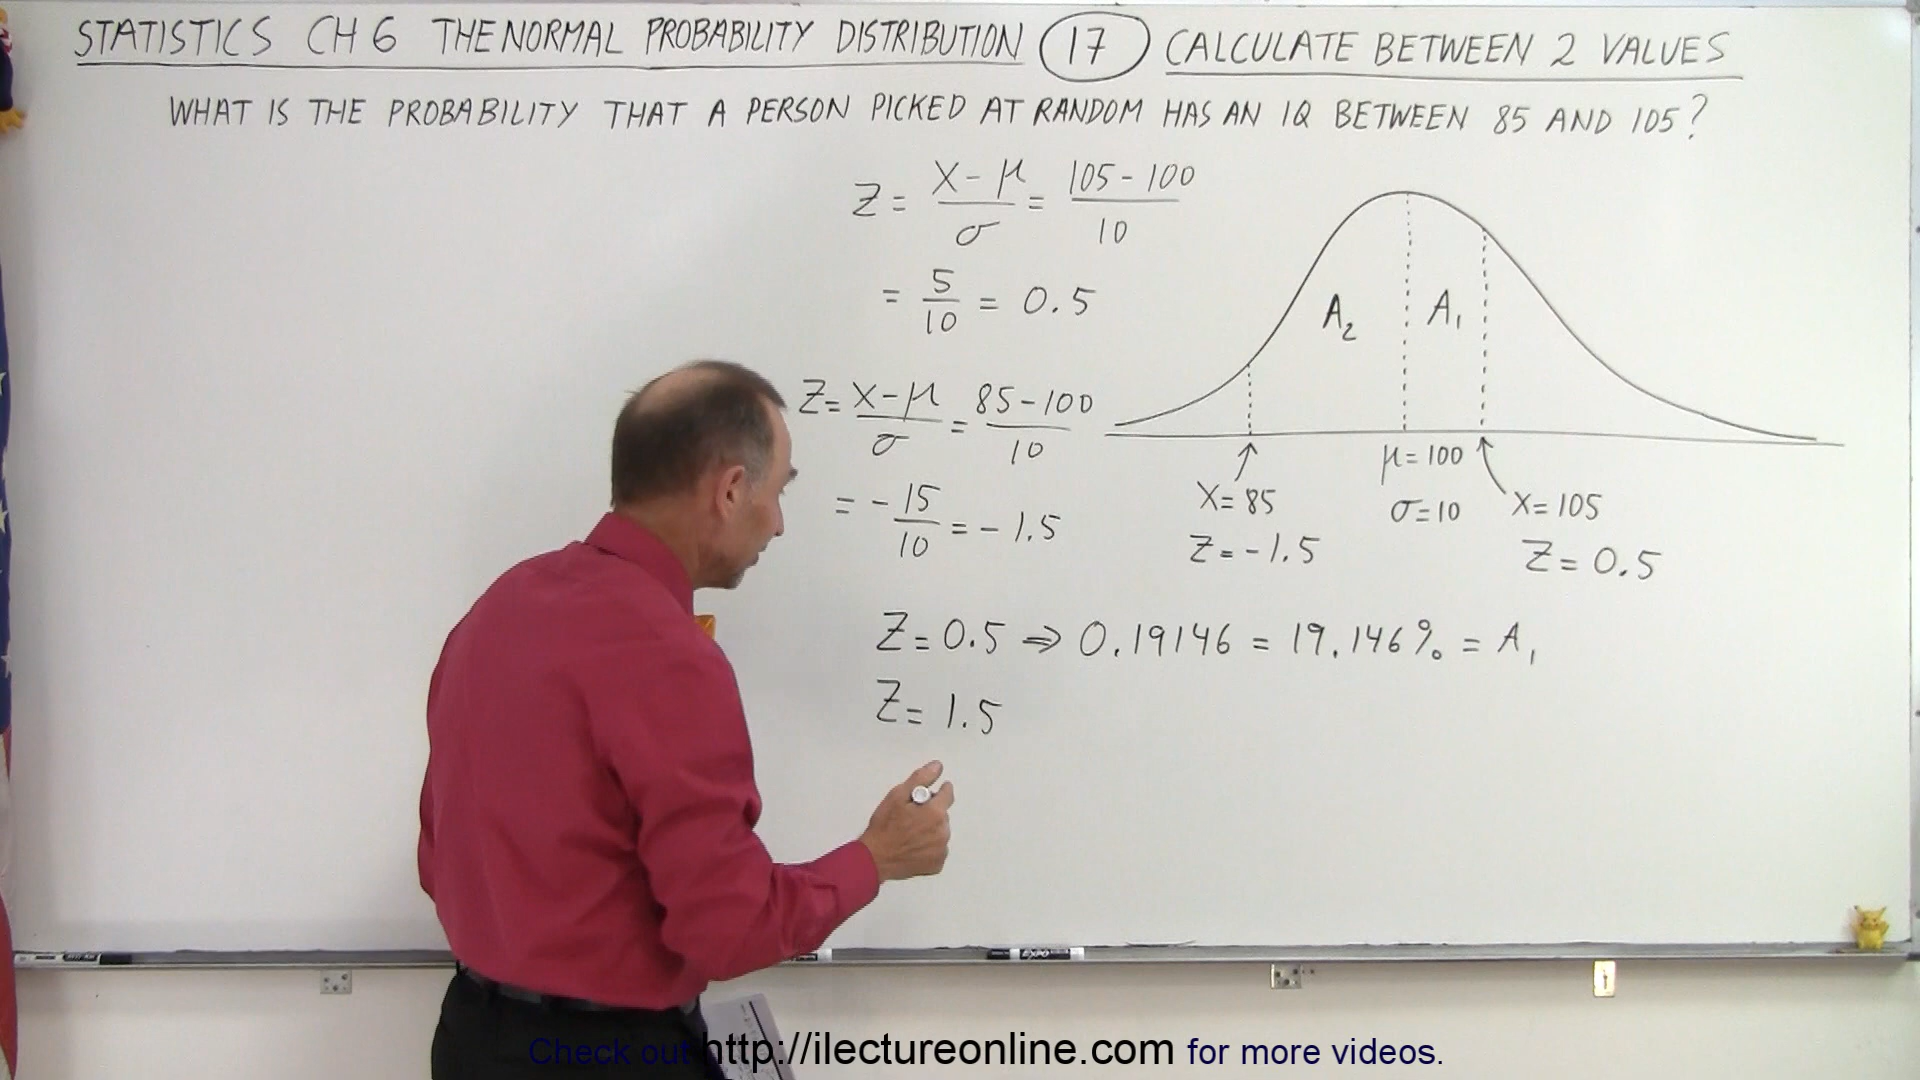 STATISTICS CH 6 THE NORMAL PROBABILITY DISTRIBUTION 17 CALCULATE BETWEEN 2 VALUES
WHAT IS THE PROBABILITY THAT A PERSON PICKED AT RANDOM HAS AN IQ BETWEEN 85 AND 105?
Z = (X - μ)/σ = (105 - 100)/10
= 5/10 = 0.5
Z = (X - μ)/σ = (85 - 100)/10
= - 15/10 = - 1.5
A₂ A₁
μ = 100
σ = 10
X = 85
Z = - 1.5
X = 105
Z = 0.5
Z = 0.5 ⇒ 0.19146 = 19.146% = A₁
Z = 1.5
EXPO
Check out http://ilectureonline.com for more videos.